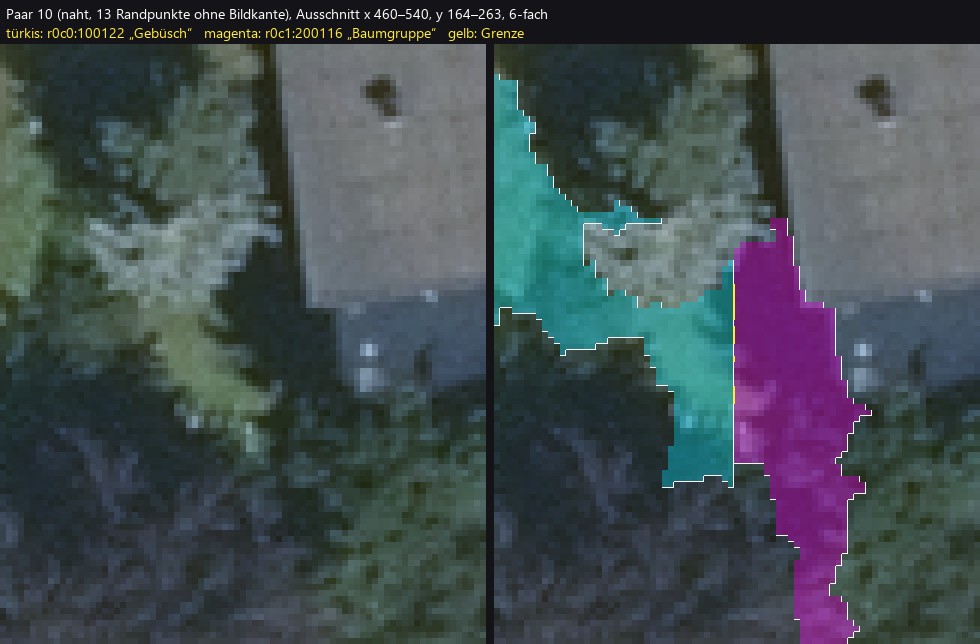 Paar 10 (naht, 13 Randpunkte ohne Bildkante), Ausschnitt x 460–540, y 164–263, 6-fach
türkis: r0c0:100122 „Gebüsch“ magenta: r0c1:200116 „Baumgruppe“ gelb: Grenze